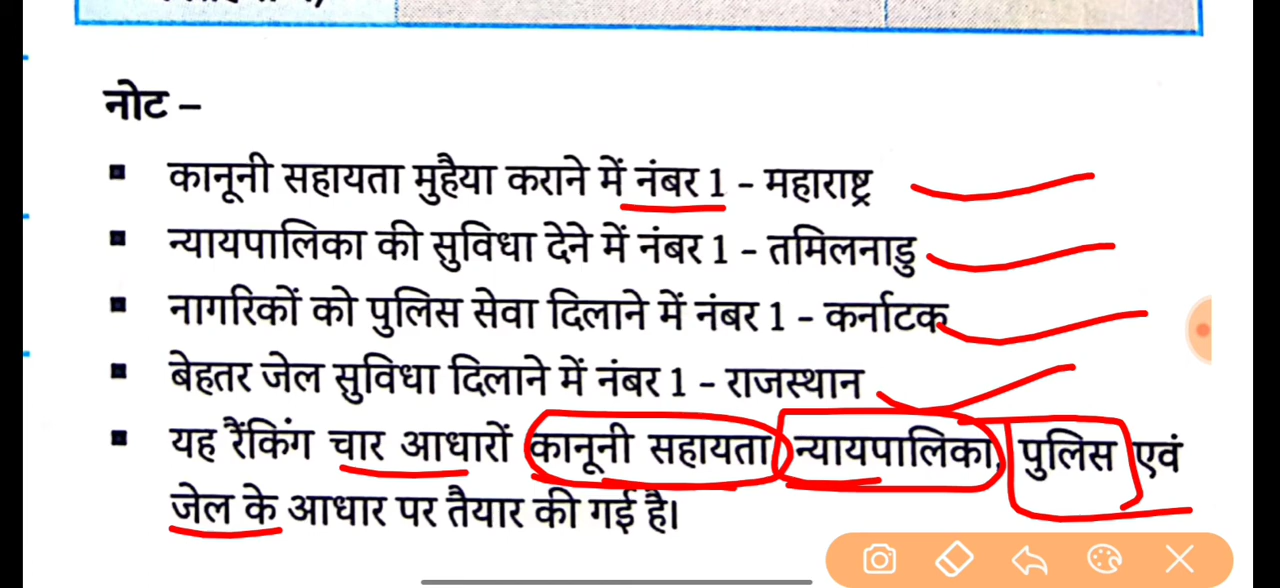 नोट –
▪ कानूनी सहायता मुहैया कराने में नंबर 1 - महाराष्ट्र
▪ न्यायपालिका की सुविधा देने में नंबर 1 - तमिलनाडु
▪ नागरिकों को पुलिस सेवा दिलाने में नंबर 1 - कर्नाटक
▪ बेहतर जेल सुविधा दिलाने में नंबर 1 - राजस्थान
▪ यह रैंकिंग चार आधारों कानूनी सहायता न्यायपालिका, पुलिस एवं
जेल के आधार पर तैयार की गई है।